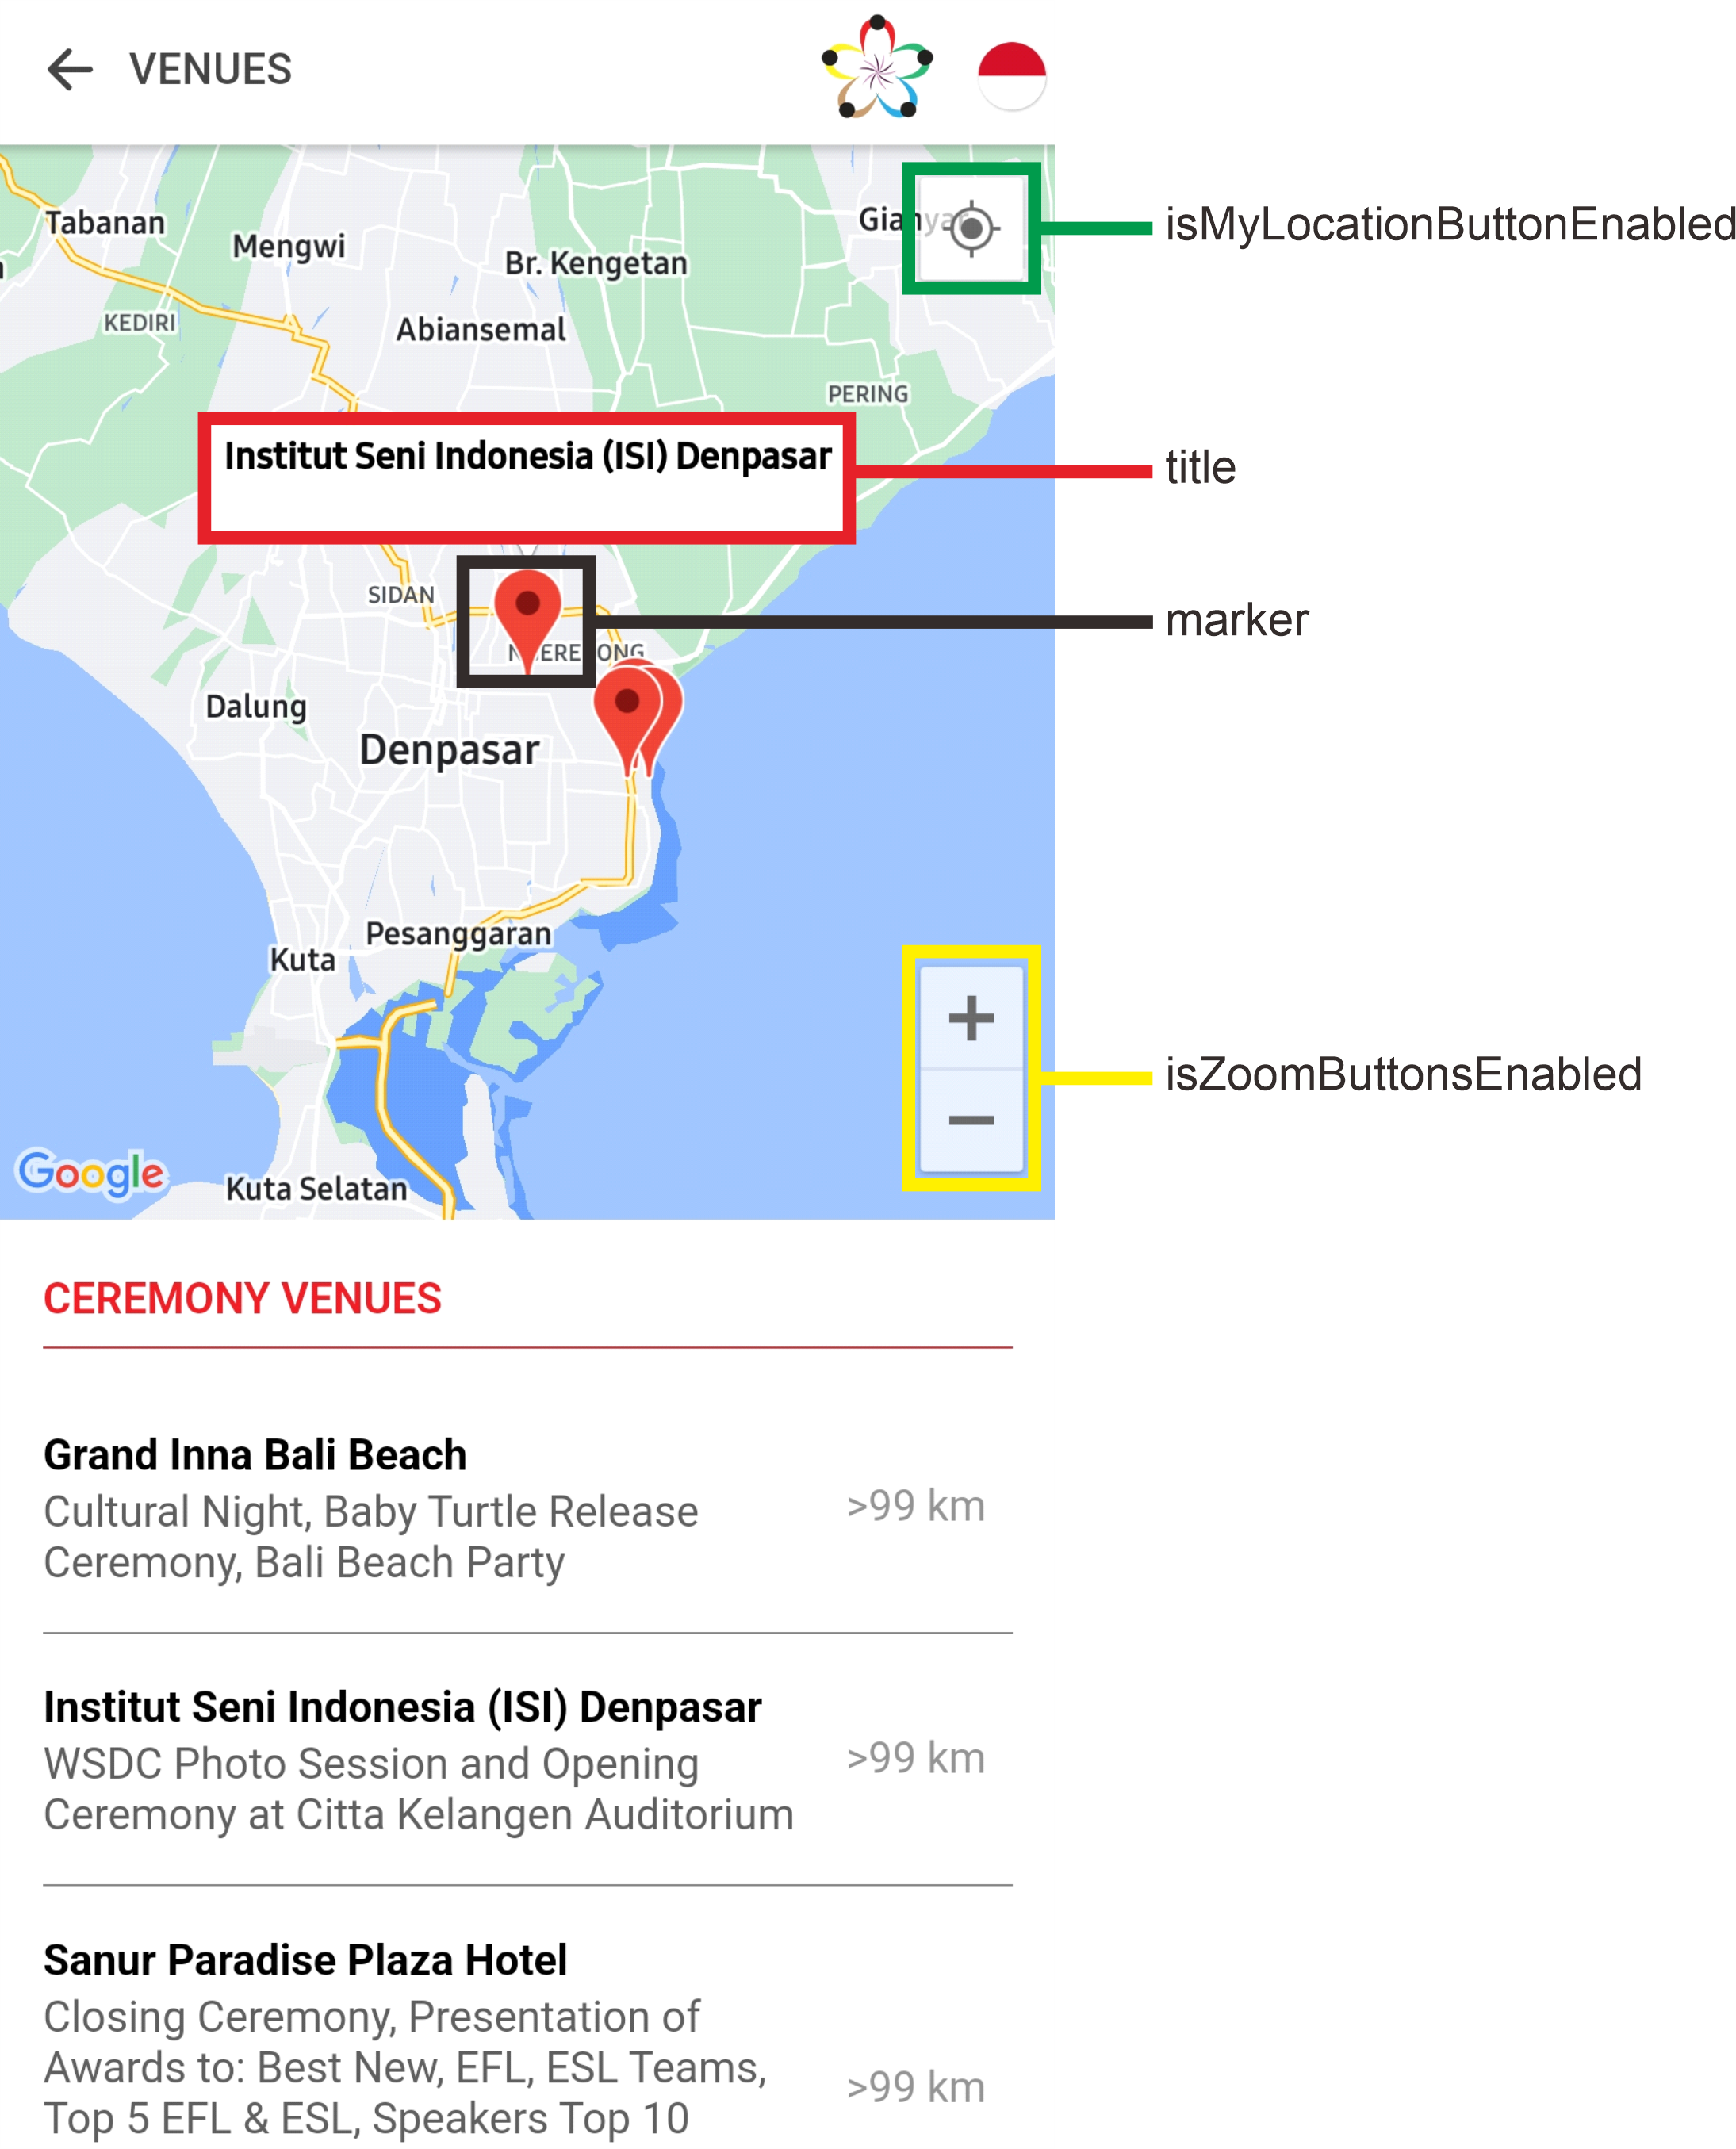 VENUES
Tabanan
Mengwi
Br. Kengetan
isMyLocationButtonEnabled
KEDIRI
Abiansemal
PERING
Institut Seni Indonesia (ISI) Denpasar
title
SIDAN
marker
Dalung
Denpasar
Pesanggaran
Kuta
+
isZoomButtonsEnabled
−
Google
Kuta Selatan
CEREMONY VENUES
Grand Inna Bali Beach
Cultural Night, Baby Turtle Release
Ceremony, Bali Beach Party
>99 km
Institut Seni Indonesia (ISI) Denpasar
WSDC Photo Session and Opening
Ceremony at Citta Kelangen Auditorium
>99 km
Sanur Paradise Plaza Hotel
Closing Ceremony, Presentation of
Awards to: Best New, EFL, ESL Teams,
Top 5 EFL & ESL, Speakers Top 10
>99 km